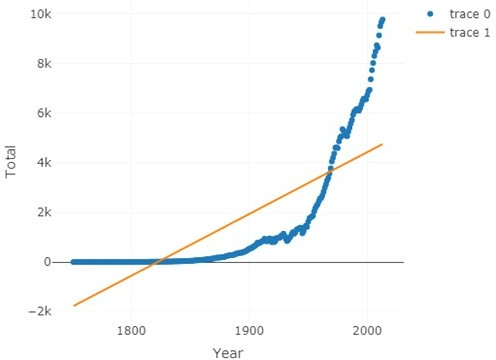 10k
8k
6k
4k
2k
0
−2k
Total
1800
1900
2000
Year
trace 0
trace 1